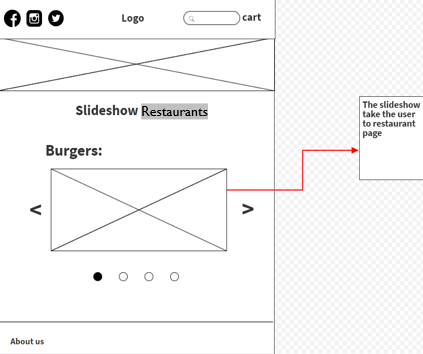 Logo
cart
Slideshow Restaurants
The slideshow
take the user
to restaurant
page
Burgers:
< >
About us